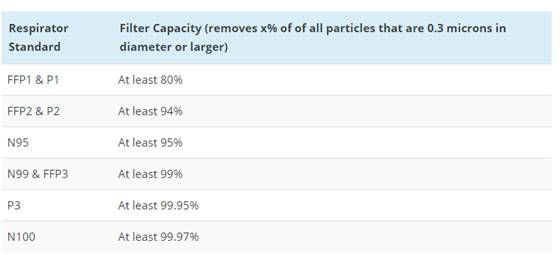 Respirator Standard
Filter Capacity (removes x% of of all particles that are 0.3 microns in diameter or larger)
FFP1 & P1 At least 80%
FFP2 & P2 At least 94%
N95 At least 95%
N99 & FFP3 At least 99%
P3 At least 99.95%
N100 At least 99.97%